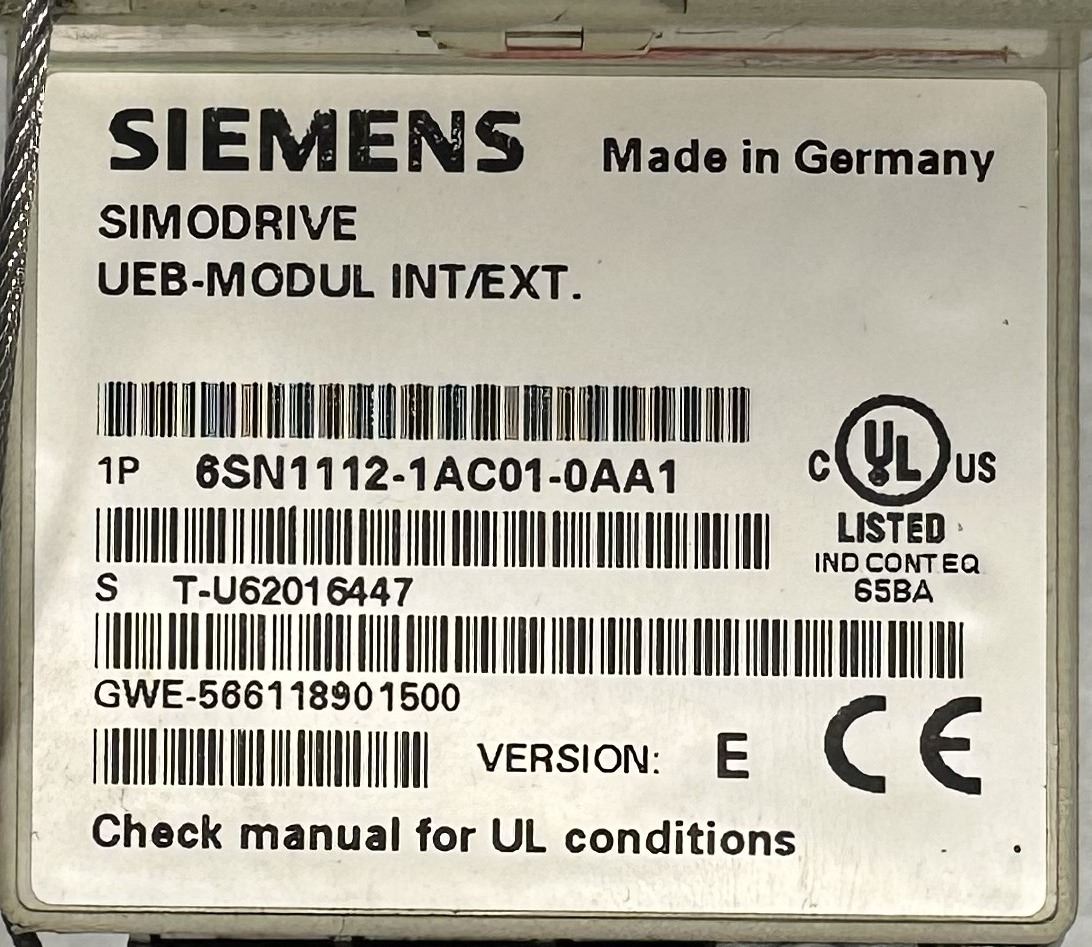 SIEMENS Made in Germany
SIMODRIVE
UEB-MODUL INT/EXT.
1P 6SN1112-1AC01-0AA1
C UL US
LISTED
IND CONT EQ
65BA
S T-U62016447
GWE-566118901500
VERSION: E CE
Check manual for UL conditions